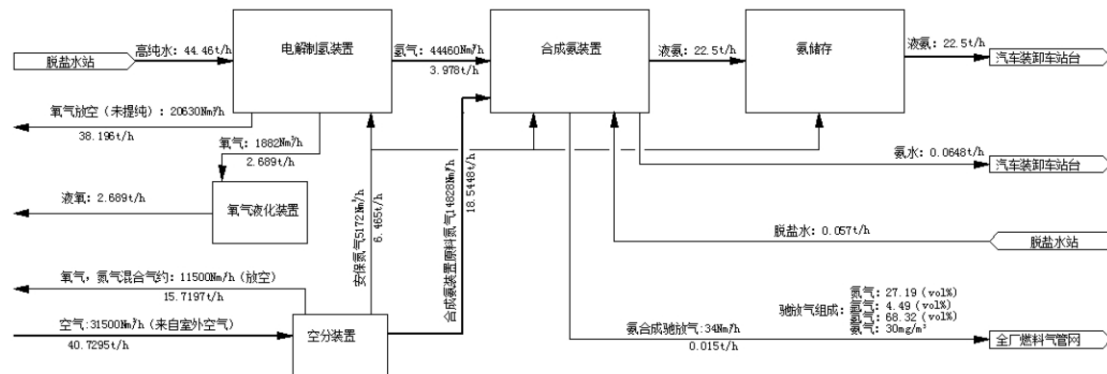 高纯水: 44.46t/h
脱盐水站
电解制氢装置
氢气: 44460Nm³/h
3.978t/h
合成氨装置
液氨: 22.5t/h
氨储存
液氨: 22.5t/h
汽车装卸车站台
氧气放空（未提纯）: 20630Nm³/h
38.196t/h
氧气: 1882Nm³/h
2.689t/h
液氧: 2.689t/h
氧气液化装置
安保氮气5172Nm³/h
6.465t/h
合成氨装置原料氮气14828Nm³/h
18.5448t/h
氨水: 0.0648t/h
汽车装卸车站台
脱盐水: 0.057t/h
脱盐水站
氧气，氮气混合气约: 11500Nm³/h（放空）
15.7197t/h
空气:31500Nm³/h（来自室外空气）
40.7295t/h
空分装置
氨合成驰放气:34Nm³/h
0.015t/h
驰放气组成:
氮气: 27.19（vol%）
氩气: 4.49（vol%）
氢气: 68.32（vol%）
氨气: 30mg/m³
全厂燃料气管网